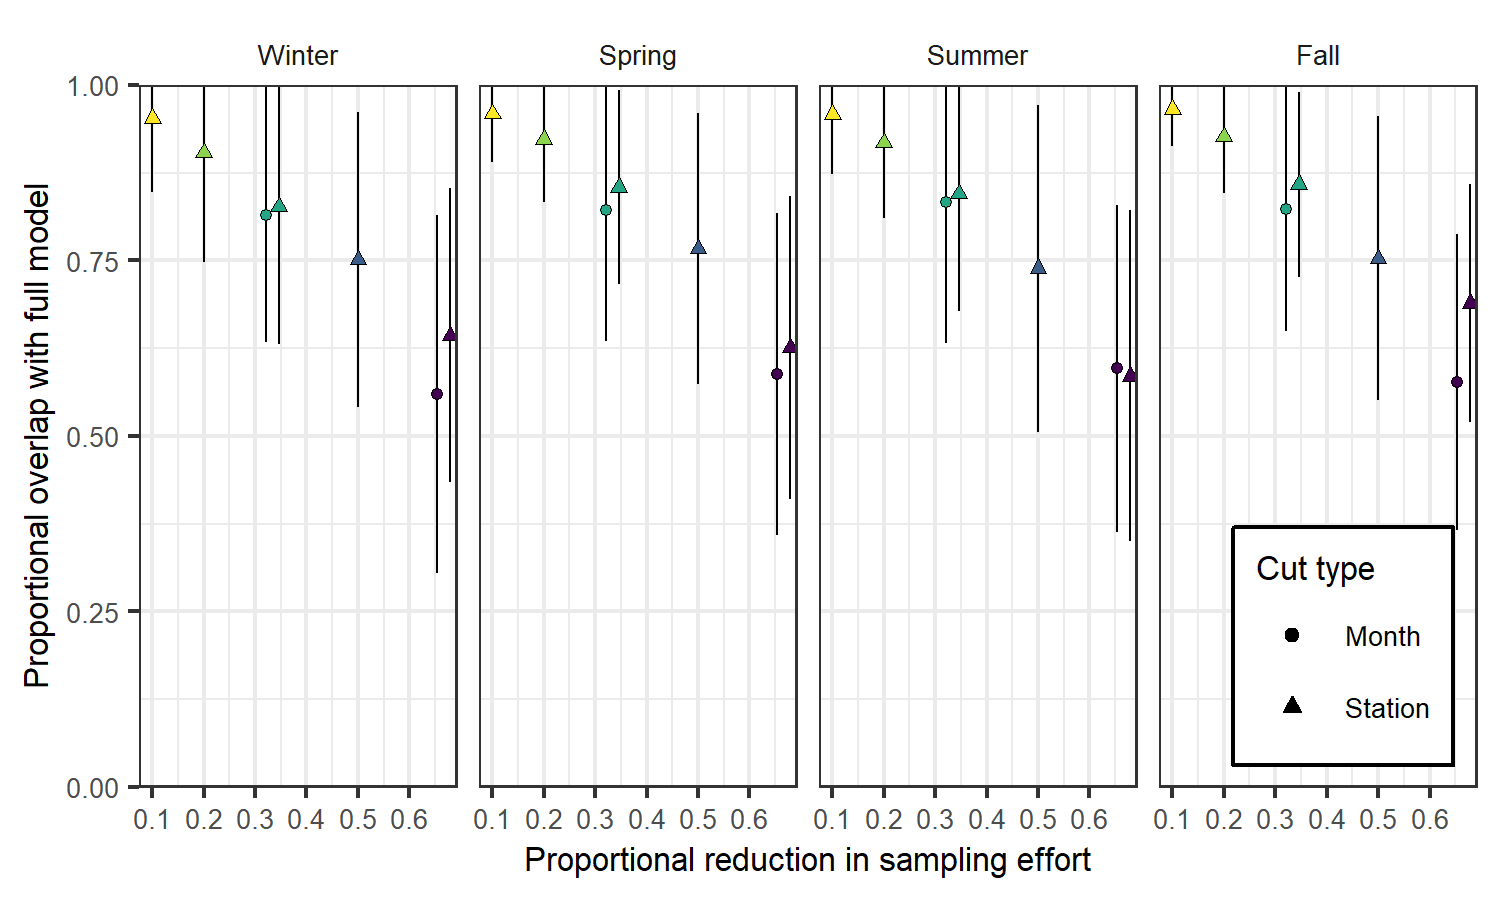 Winter Spring Summer Fall
1.00
0.75
0.50
0.25
0.00
Proportional overlap with full model
Cut type
Month
Station
0.1 0.2 0.3 0.4 0.5 0.6 0.1 0.2 0.3 0.4 0.5 0.6 0.1 0.2 0.3 0.4 0.5 0.6 0.1 0.2 0.3 0.4 0.5 0.6
Proportional reduction in sampling effort